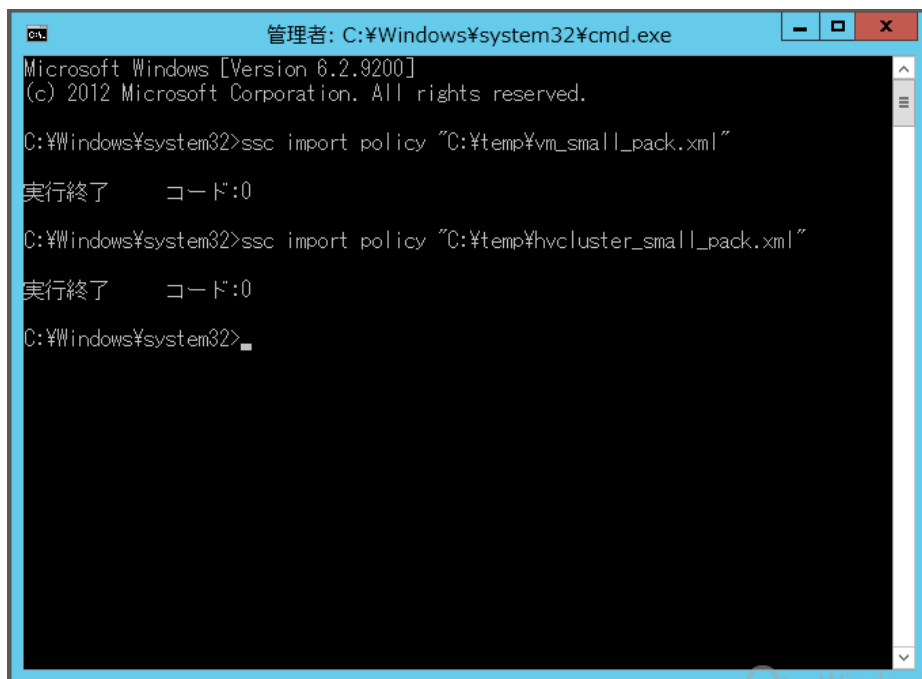 管理者: C:¥Windows¥system32¥cmd.exe
Microsoft Windows [Version 6.2.9200]
(c) 2012 Microsoft Corporation. All rights reserved.
C:¥Windows¥system32>ssc import policy "C:¥temp¥vm_small_pack.xml"
実行終了 コード:0
C:¥Windows¥system32>ssc import policy "C:¥temp¥hvcluster_small_pack.xml"
実行終了 コード:0
C:¥Windows¥system32>